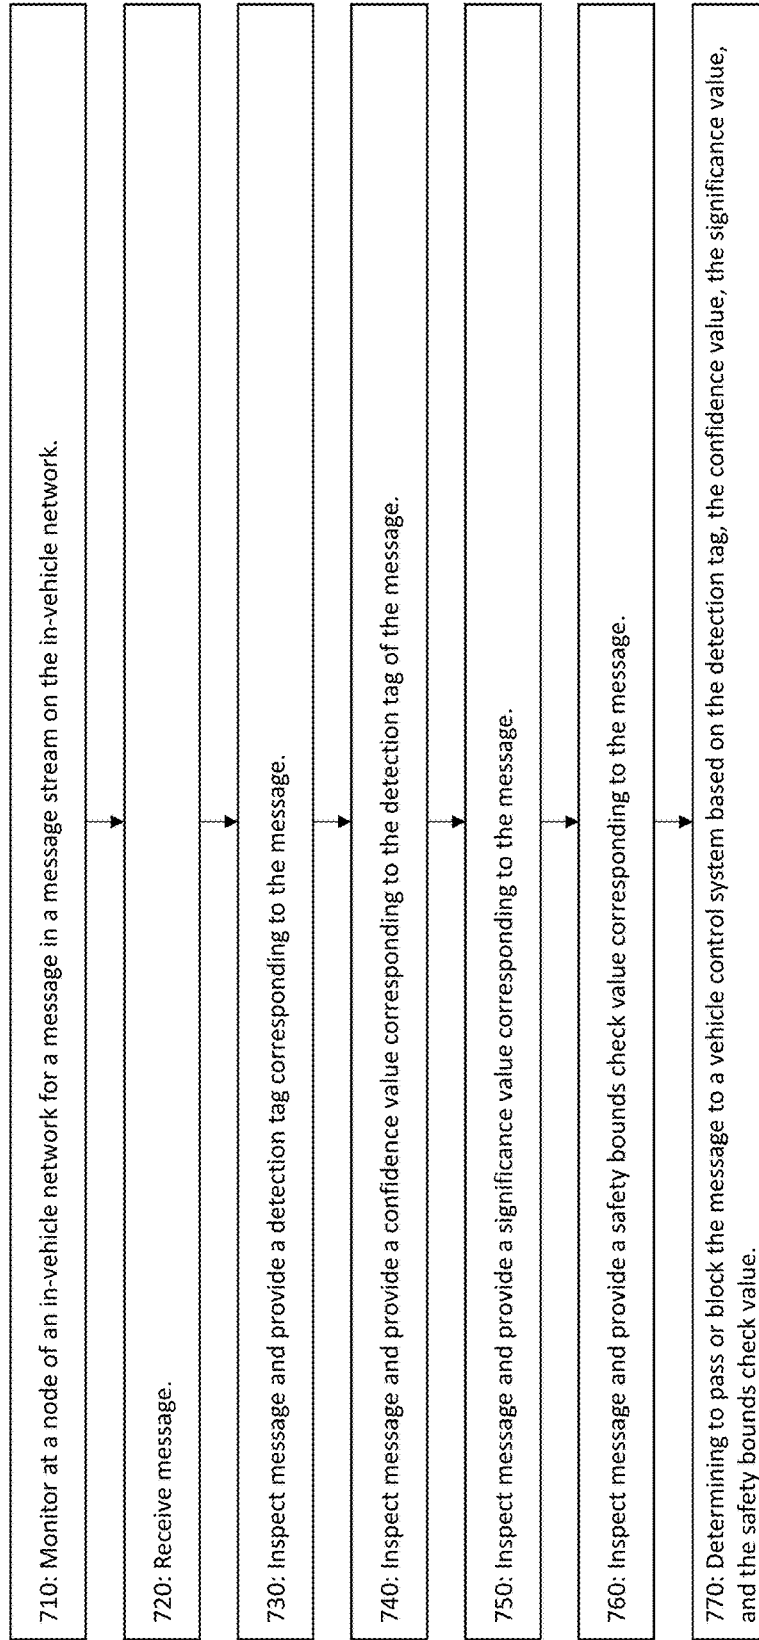 710: Monitor at a node of an in-vehicle network for a message in a message stream on the in-vehicle network.
720: Receive message.
730: Inspect message and provide a detection tag corresponding to the message.
740: Inspect message and provide a confidence value corresponding to the detection tag of the message.
750: Inspect message and provide a significance value corresponding to the message.
760: Inspect message and provide a safety bounds check value corresponding to the message.
770: Determining to pass or block the message to a vehicle control system based on the detection tag, the confidence value, the significance value,
and the safety bounds check value.